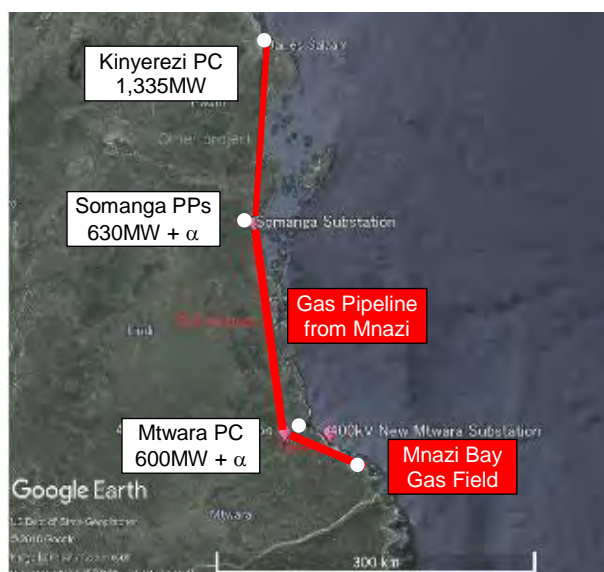 Kinyerezi PC
1,335MW
Somanga PPs
630MW + α
Somanga Substation
Gas Pipeline
from Mnazi
Mtwara PC
600MW + α
400kV New Mtwara Substation
Mnazi Bay
Gas Field
Google Earth
Mtwara
300 km